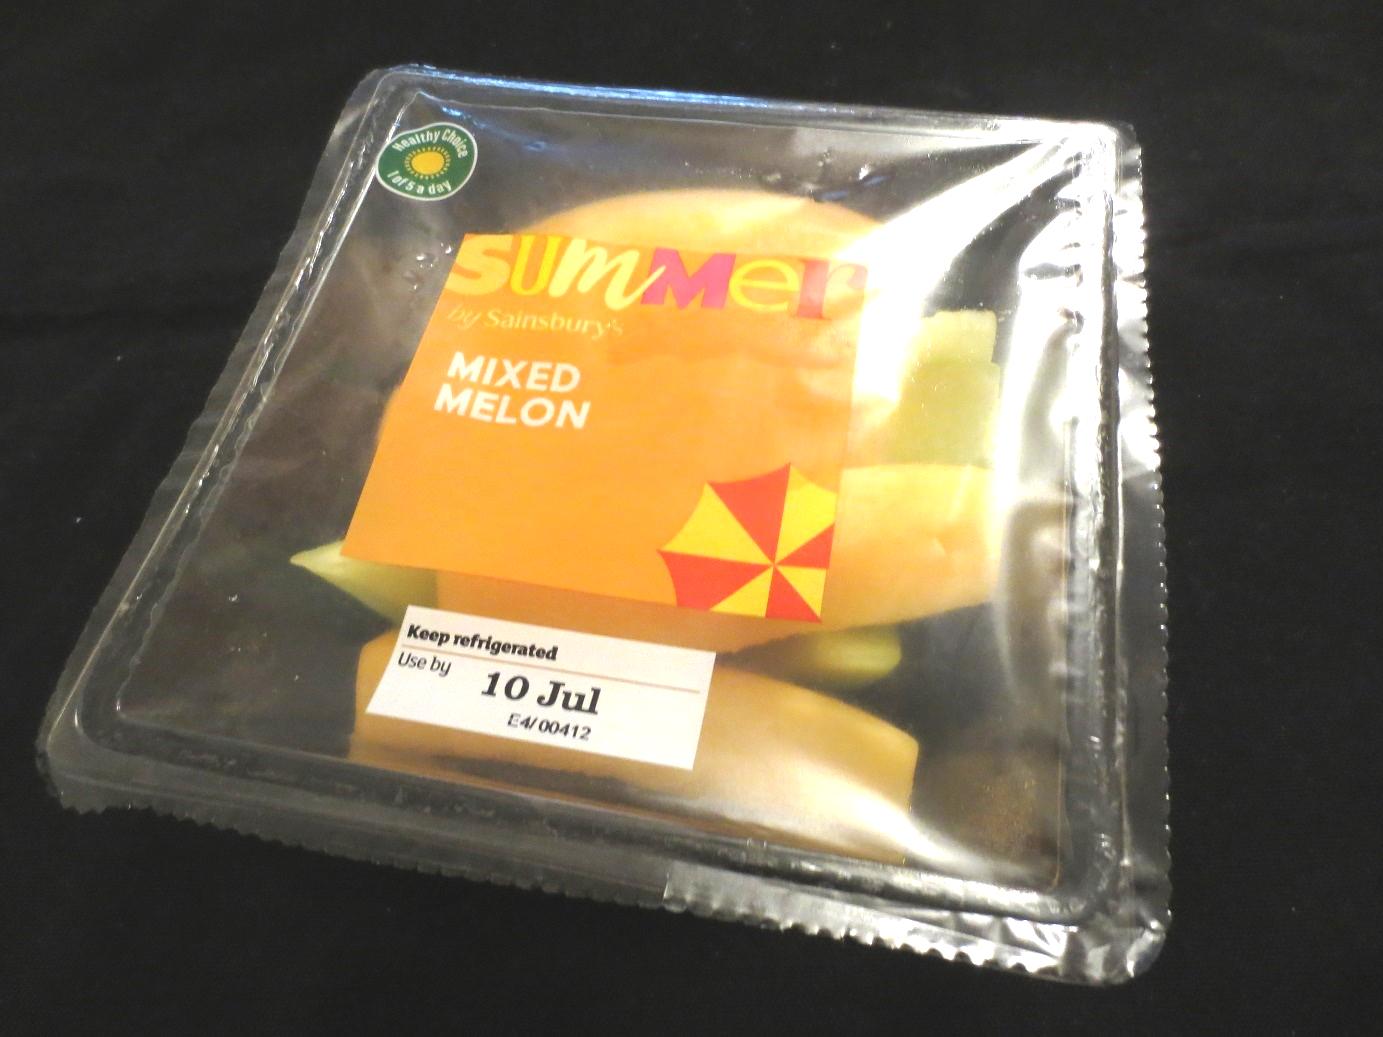 Healthy Choice
1 of 5 a day
summer
by Sainsbury's
MIXED
MELON
Keep refrigerated
Use by
10 Jul
E4/00412